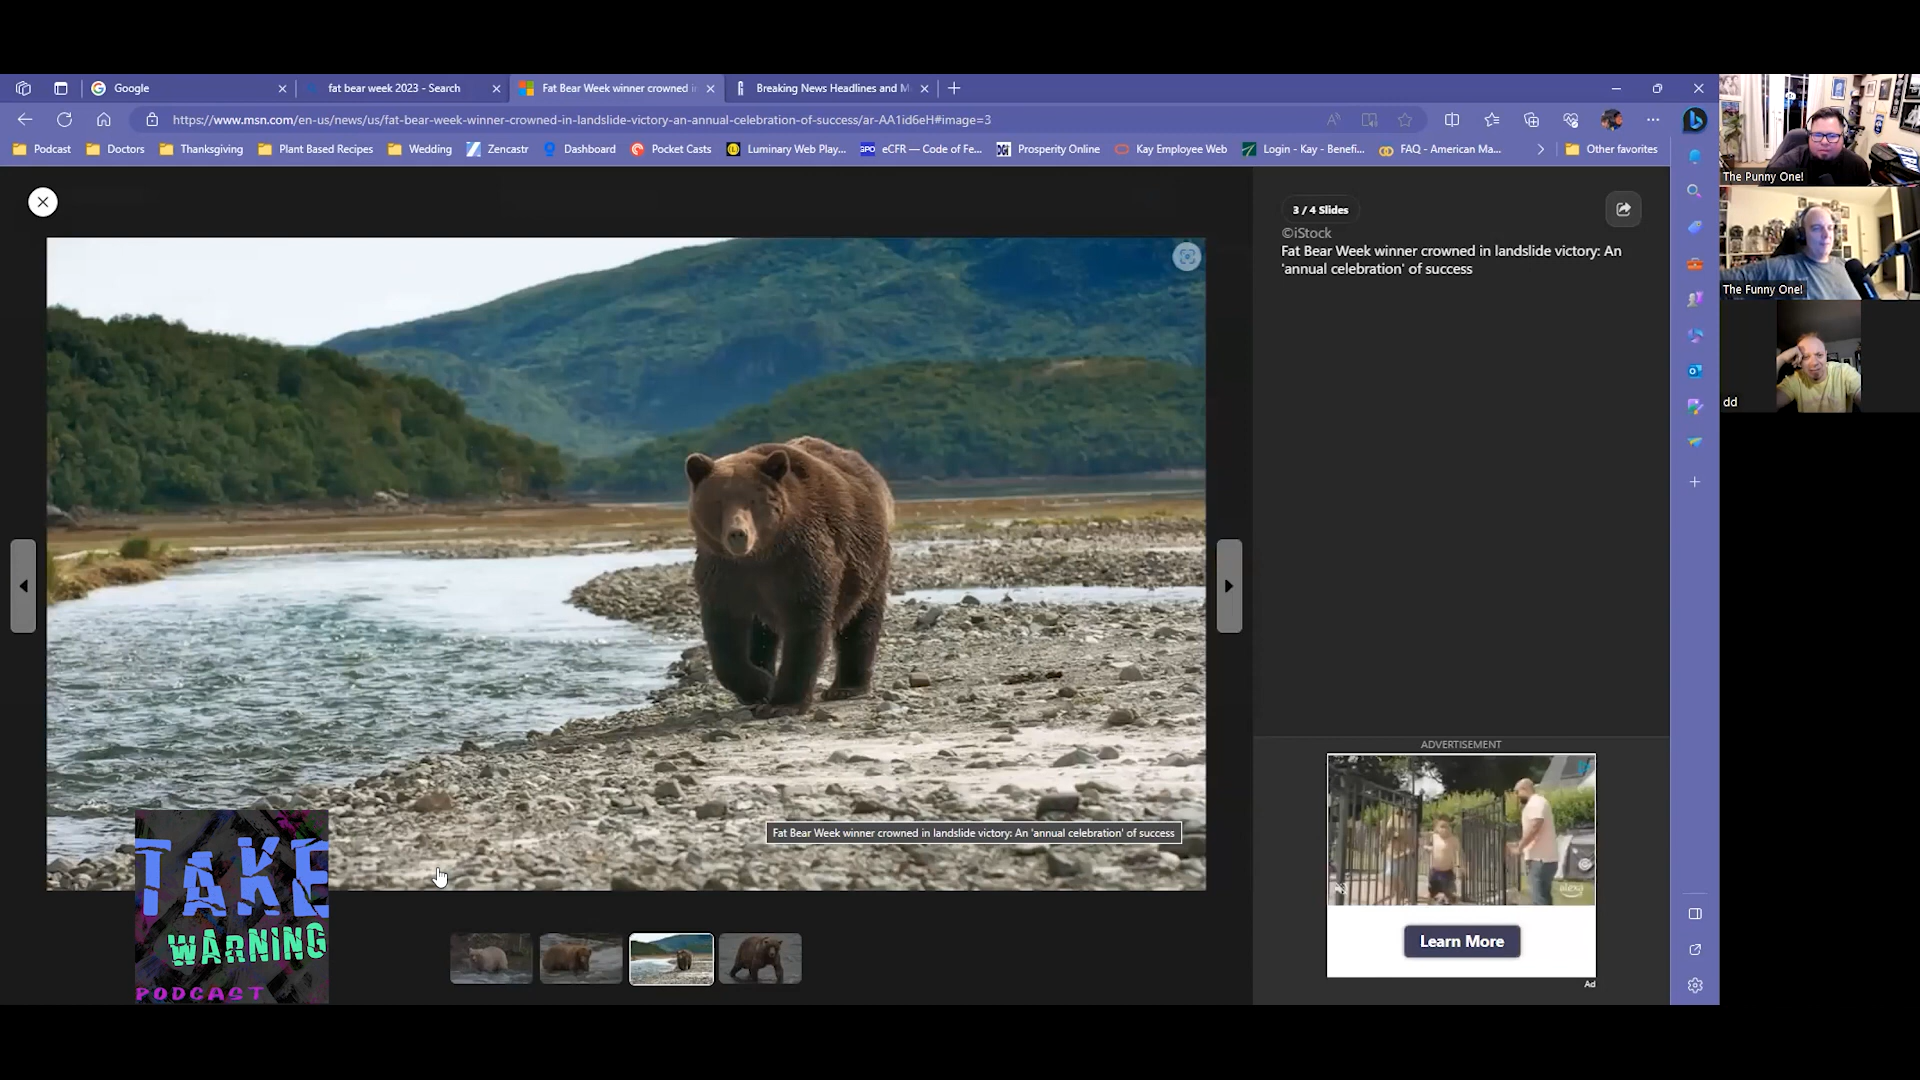 Google
fat bear week 2023 - Search
Fat Bear Week winner crowned in
Breaking News Headlines and M
https://www.msn.com/en-us/news/us/fat-bear-week-winner-crowned-in-landslide-victory-an-annual-celebration-of-success/ar-AA1id6eH#image=3
Podcast
Doctors
Thanksgiving
Plant Based Recipes
Wedding
Zencastr
Dashboard
Pocket Casts
Luminary Web Play...
eCFR — Code of Fe...
Prosperity Online
Kay Employee Web
Login - Kay - Benefi...
FAQ - American Ma...
Other favorites
The Punny One!
The Funny One!
dd
3 / 4 Slides
©iStock
Fat Bear Week winner crowned in landslide victory: An
'annual celebration' of success
Fat Bear Week winner crowned in landslide victory: An 'annual celebration' of success
TAKE
WARNING
PODCAST
ADVERTISEMENT
alexa
Learn More
Ad